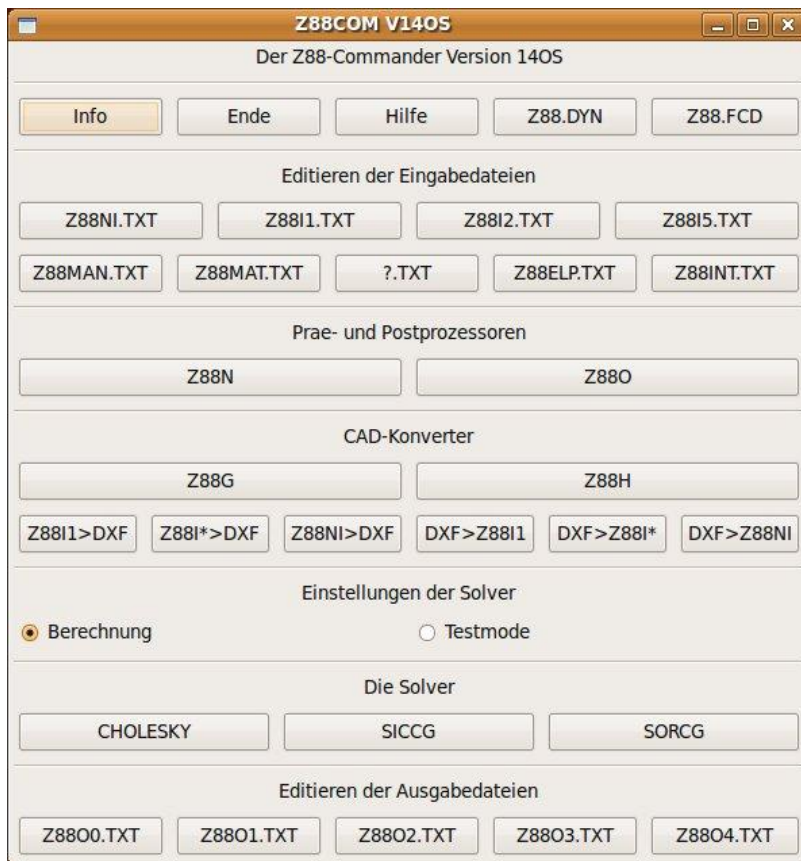 Z88COM V14OS
Der Z88-Commander Version 14OS
Info Ende Hilfe Z88.DYN Z88.FCD
Editieren der Eingabedateien
Z88NI.TXT Z88I1.TXT Z88I2.TXT Z88I5.TXT
Z88MAN.TXT Z88MAT.TXT ?.TXT Z88ELP.TXT Z88INT.TXT
Prae- und Postprozessoren
Z88N Z88O
CAD-Konverter
Z88G Z88H
Z88I1>DXF Z88I*>DXF Z88NI>DXF DXF>Z88I1 DXF>Z88I* DXF>Z88NI
Einstellungen der Solver
Berechnung Testmode
Die Solver
CHOLESKY SICCG SORCG
Editieren der Ausgabedateien
Z88O0.TXT Z88O1.TXT Z88O2.TXT Z88O3.TXT Z88O4.TXT